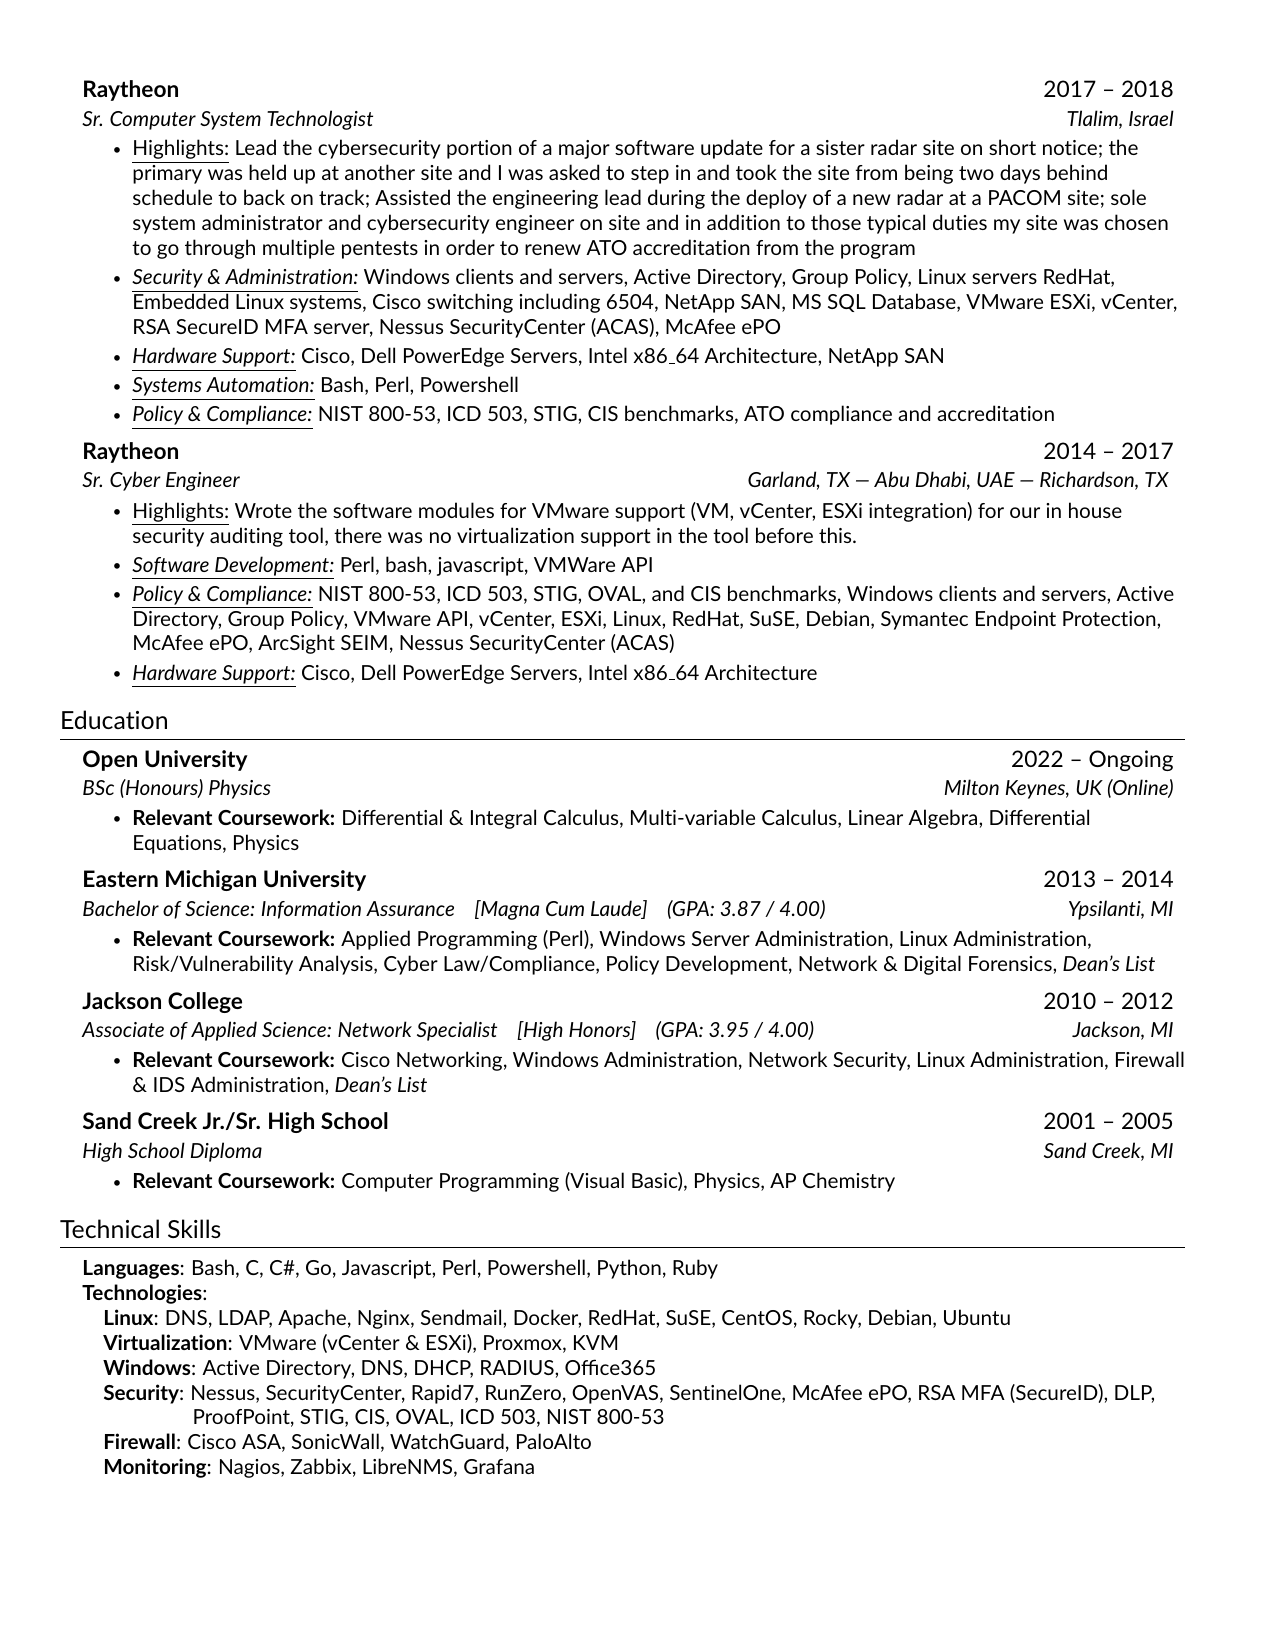 Raytheon 2017 – 2018
Sr. Computer System Technologist Tlalim, Israel
• Highlights: Lead the cybersecurity portion of a major software update for a sister radar site on short notice; the
primary was held up at another site and I was asked to step in and took the site from being two days behind
schedule to back on track; Assisted the engineering lead during the deploy of a new radar at a PACOM site; sole
system administrator and cybersecurity engineer on site and in addition to those typical duties my site was chosen
to go through multiple pentests in order to renew ATO accreditation from the program
• Security & Administration: Windows clients and servers, Active Directory, Group Policy, Linux servers RedHat,
Embedded Linux systems, Cisco switching including 6504, NetApp SAN, MS SQL Database, VMware ESXi, vCenter,
RSA SecureID MFA server, Nessus SecurityCenter (ACAS), McAfee ePO
• Hardware Support: Cisco, Dell PowerEdge Servers, Intel x86_64 Architecture, NetApp SAN
• Systems Automation: Bash, Perl, Powershell
• Policy & Compliance: NIST 800-53, ICD 503, STIG, CIS benchmarks, ATO compliance and accreditation
Raytheon 2014 – 2017
Sr. Cyber Engineer Garland, TX — Abu Dhabi, UAE — Richardson, TX
• Highlights: Wrote the software modules for VMware support (VM, vCenter, ESXi integration) for our in house
security auditing tool, there was no virtualization support in the tool before this.
• Software Development: Perl, bash, javascript, VMWare API
• Policy & Compliance: NIST 800-53, ICD 503, STIG, OVAL, and CIS benchmarks, Windows clients and servers, Active
Directory, Group Policy, VMware API, vCenter, ESXi, Linux, RedHat, SuSE, Debian, Symantec Endpoint Protection,
McAfee ePO, ArcSight SEIM, Nessus SecurityCenter (ACAS)
• Hardware Support: Cisco, Dell PowerEdge Servers, Intel x86_64 Architecture
Education
Open University 2022 – Ongoing
BSc (Honours) Physics Milton Keynes, UK (Online)
• Relevant Coursework: Differential & Integral Calculus, Multi-variable Calculus, Linear Algebra, Differential
Equations, Physics
Eastern Michigan University 2013 – 2014
Bachelor of Science: Information Assurance [Magna Cum Laude] (GPA: 3.87 / 4.00) Ypsilanti, MI
• Relevant Coursework: Applied Programming (Perl), Windows Server Administration, Linux Administration,
Risk/Vulnerability Analysis, Cyber Law/Compliance, Policy Development, Network & Digital Forensics, Dean’s List
Jackson College 2010 – 2012
Associate of Applied Science: Network Specialist [High Honors] (GPA: 3.95 / 4.00) Jackson, MI
• Relevant Coursework: Cisco Networking, Windows Administration, Network Security, Linux Administration, Firewall
& IDS Administration, Dean’s List
Sand Creek Jr./Sr. High School 2001 – 2005
High School Diploma Sand Creek, MI
• Relevant Coursework: Computer Programming (Visual Basic), Physics, AP Chemistry
Technical Skills
Languages: Bash, C, C#, Go, Javascript, Perl, Powershell, Python, Ruby
Technologies:
Linux: DNS, LDAP, Apache, Nginx, Sendmail, Docker, RedHat, SuSE, CentOS, Rocky, Debian, Ubuntu
Virtualization: VMware (vCenter & ESXi), Proxmox, KVM
Windows: Active Directory, DNS, DHCP, RADIUS, Office365
Security: Nessus, SecurityCenter, Rapid7, RunZero, OpenVAS, SentinelOne, McAfee ePO, RSA MFA (SecureID), DLP,
ProofPoint, STIG, CIS, OVAL, ICD 503, NIST 800-53
Firewall: Cisco ASA, SonicWall, WatchGuard, PaloAlto
Monitoring: Nagios, Zabbix, LibreNMS, Grafana